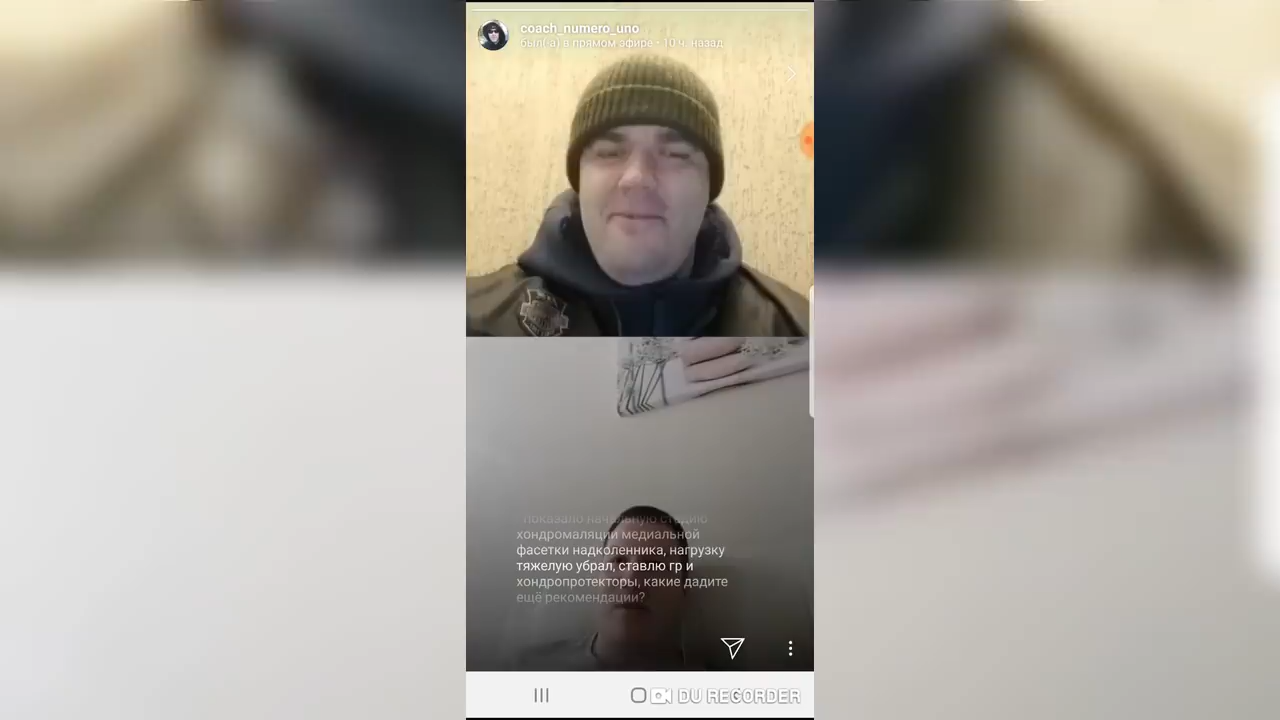 coach_numero_uno
был(-а) в прямом эфире • 10 ч. назад
показало начальную стадию
хондромаляции медиальной
фасетки надколенника, нагрузку
тяжелую убрал, ставлю гр и
хондропротекторы, какие дадите
ещё рекомендации?
DU RECORDER